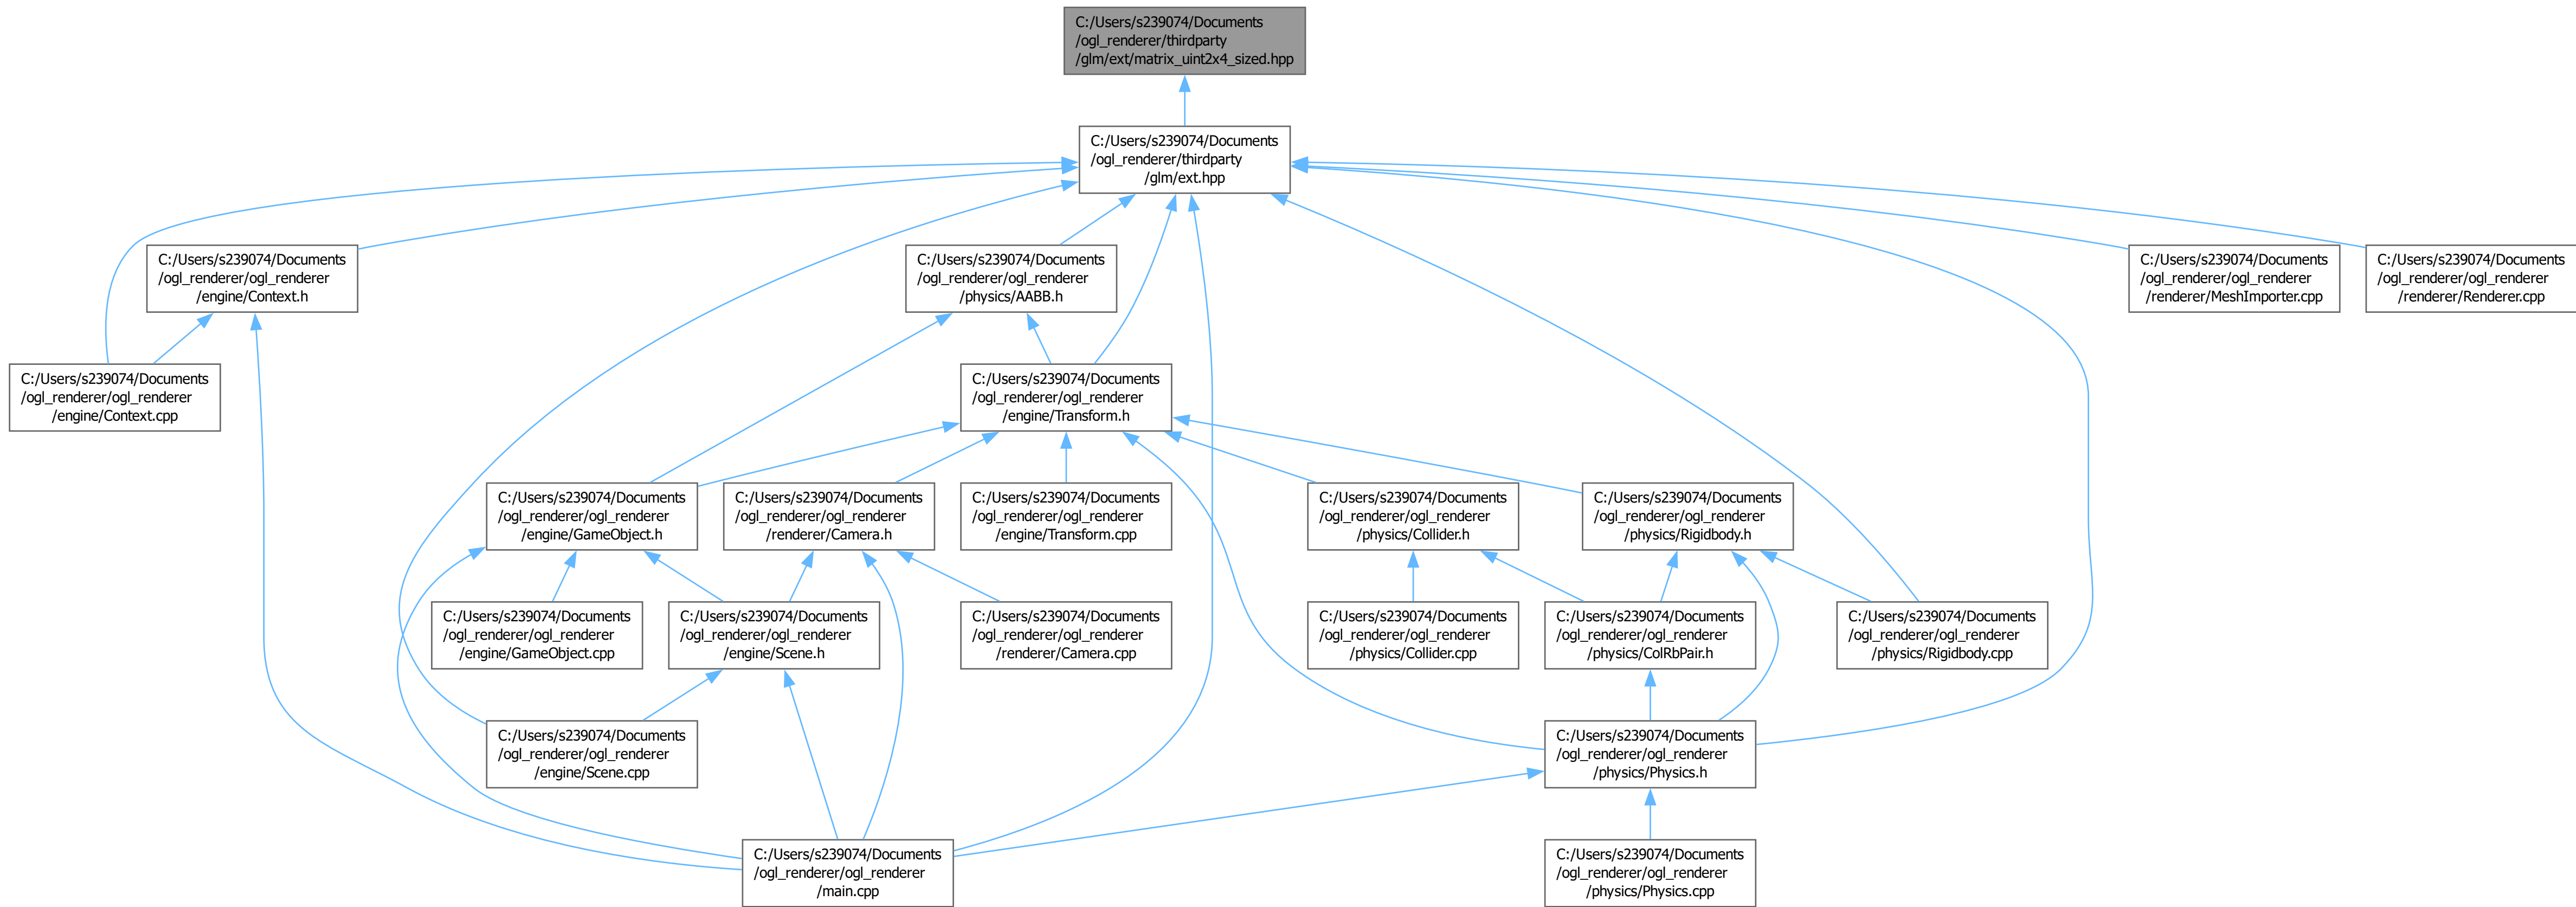 C:/Users/s239074/Documents
/ogl_renderer/thirdparty
/glm/ext/matrix_uint2x4_sized.hpp
C:/Users/s239074/Documents
/ogl_renderer/thirdparty
/glm/ext.hpp
C:/Users/s239074/Documents
/ogl_renderer/ogl_renderer
/engine/Context.h
C:/Users/s239074/Documents
/ogl_renderer/ogl_renderer
/physics/AABB.h
C:/Users/s239074/Documents
/ogl_renderer/ogl_renderer
/renderer/MeshImporter.cpp
C:/Users/s239074/Documents
/ogl_renderer/ogl_renderer
/renderer/Renderer.cpp
C:/Users/s239074/Documents
/ogl_renderer/ogl_renderer
/engine/Context.cpp
C:/Users/s239074/Documents
/ogl_renderer/ogl_renderer
/engine/Transform.h
C:/Users/s239074/Documents
/ogl_renderer/ogl_renderer
/engine/GameObject.h
C:/Users/s239074/Documents
/ogl_renderer/ogl_renderer
/renderer/Camera.h
C:/Users/s239074/Documents
/ogl_renderer/ogl_renderer
/engine/Transform.cpp
C:/Users/s239074/Documents
/ogl_renderer/ogl_renderer
/physics/Collider.h
C:/Users/s239074/Documents
/ogl_renderer/ogl_renderer
/physics/Rigidbody.h
C:/Users/s239074/Documents
/ogl_renderer/ogl_renderer
/engine/GameObject.cpp
C:/Users/s239074/Documents
/ogl_renderer/ogl_renderer
/engine/Scene.h
C:/Users/s239074/Documents
/ogl_renderer/ogl_renderer
/renderer/Camera.cpp
C:/Users/s239074/Documents
/ogl_renderer/ogl_renderer
/physics/Collider.cpp
C:/Users/s239074/Documents
/ogl_renderer/ogl_renderer
/physics/ColRbPair.h
C:/Users/s239074/Documents
/ogl_renderer/ogl_renderer
/physics/Rigidbody.cpp
C:/Users/s239074/Documents
/ogl_renderer/ogl_renderer
/engine/Scene.cpp
C:/Users/s239074/Documents
/ogl_renderer/ogl_renderer
/physics/Physics.h
C:/Users/s239074/Documents
/ogl_renderer/ogl_renderer
/main.cpp
C:/Users/s239074/Documents
/ogl_renderer/ogl_renderer
/physics/Physics.cpp